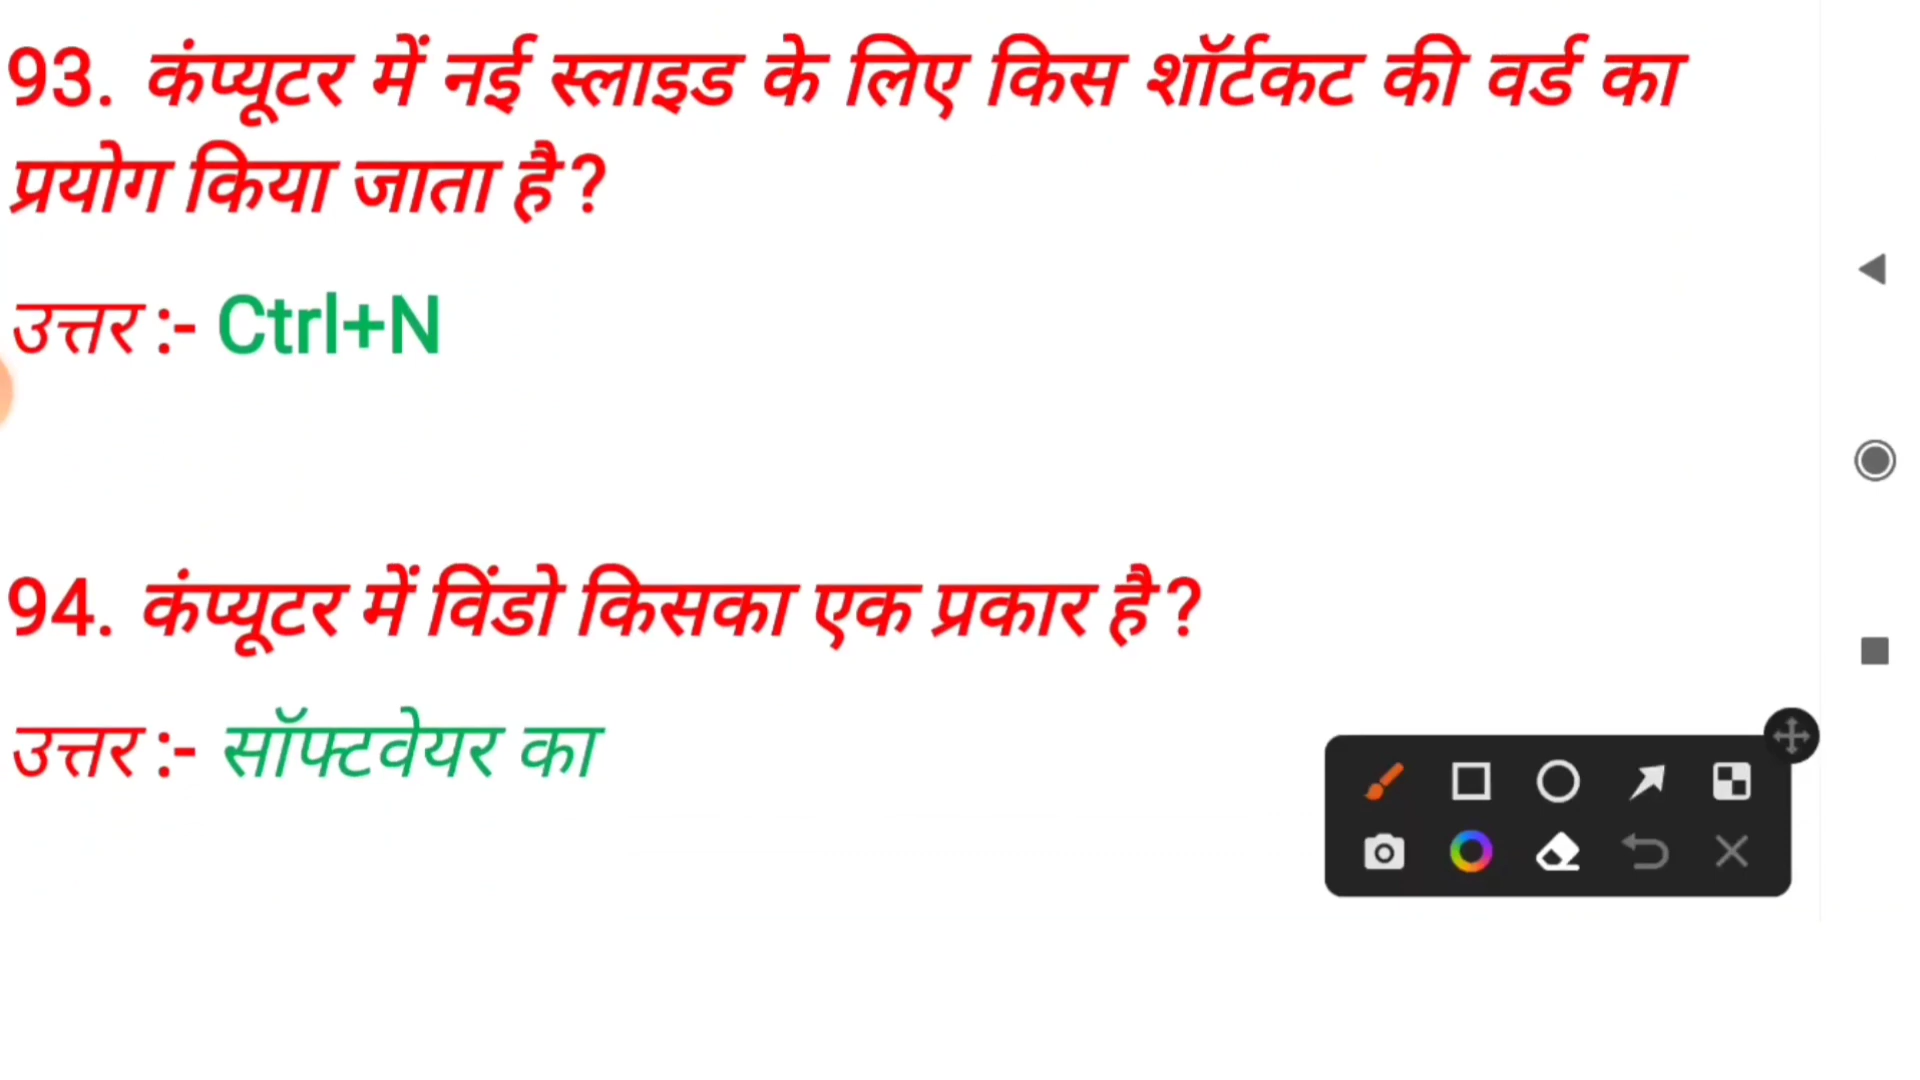 93. कंप्यूटर में नई स्लाइड के लिए किस शॉर्टकट की वर्ड का
प्रयोग किया जाता है?
उत्तर :- Ctrl+N
94. कंप्यूटर में विंडो किसका एक प्रकार है?
उत्तर :- सॉफ्टवेयर का